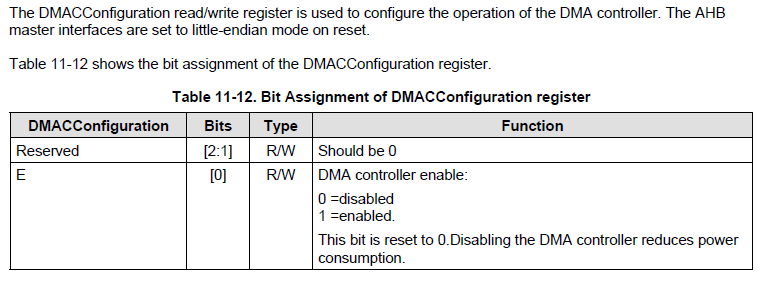 The DMACConfiguration read/write register is used to configure the operation of the DMA controller. The AHB
master interfaces are set to little-endian mode on reset.
Table 11-12 shows the bit assignment of the DMACConfiguration register.
Table 11-12. Bit Assignment of DMACConfiguration register
DMACConfiguration Bits Type Function
Reserved [2:1] R/W Should be 0
E [0] R/W DMA controller enable:
0 =disabled
1 =enabled.
This bit is reset to 0.Disabling the DMA controller reduces power
consumption.